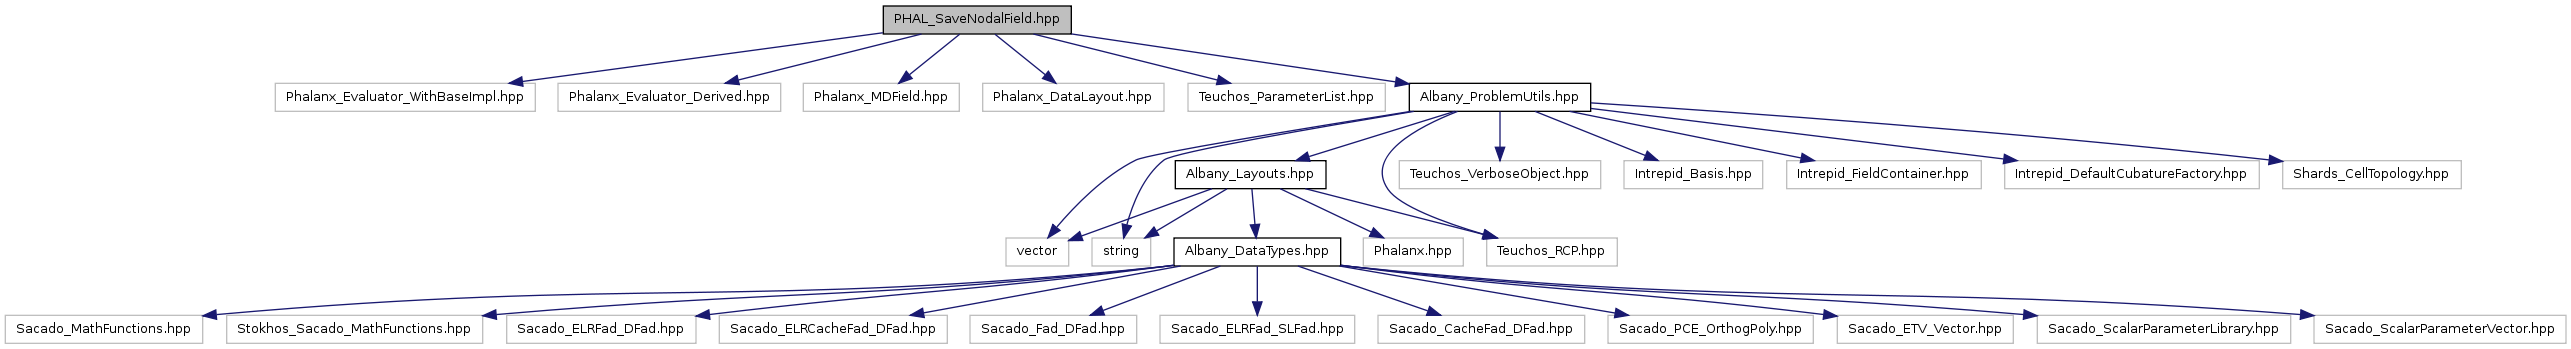 PHAL_SaveNodalField.hpp
Phalanx_Evaluator_WithBaseImpl.hpp
Phalanx_Evaluator_Derived.hpp
Phalanx_MDField.hpp
Phalanx_DataLayout.hpp
Teuchos_ParameterList.hpp
Albany_ProblemUtils.hpp
Albany_Layouts.hpp
Teuchos_VerboseObject.hpp
Intrepid_Basis.hpp
Intrepid_FieldContainer.hpp
Intrepid_DefaultCubatureFactory.hpp
Shards_CellTopology.hpp
vector
string
Albany_DataTypes.hpp
Phalanx.hpp
Teuchos_RCP.hpp
Sacado_MathFunctions.hpp
Stokhos_Sacado_MathFunctions.hpp
Sacado_ELRFad_DFad.hpp
Sacado_ELRCacheFad_DFad.hpp
Sacado_Fad_DFad.hpp
Sacado_ELRFad_SLFad.hpp
Sacado_CacheFad_DFad.hpp
Sacado_PCE_OrthogPoly.hpp
Sacado_ETV_Vector.hpp
Sacado_ScalarParameterLibrary.hpp
Sacado_ScalarParameterVector.hpp